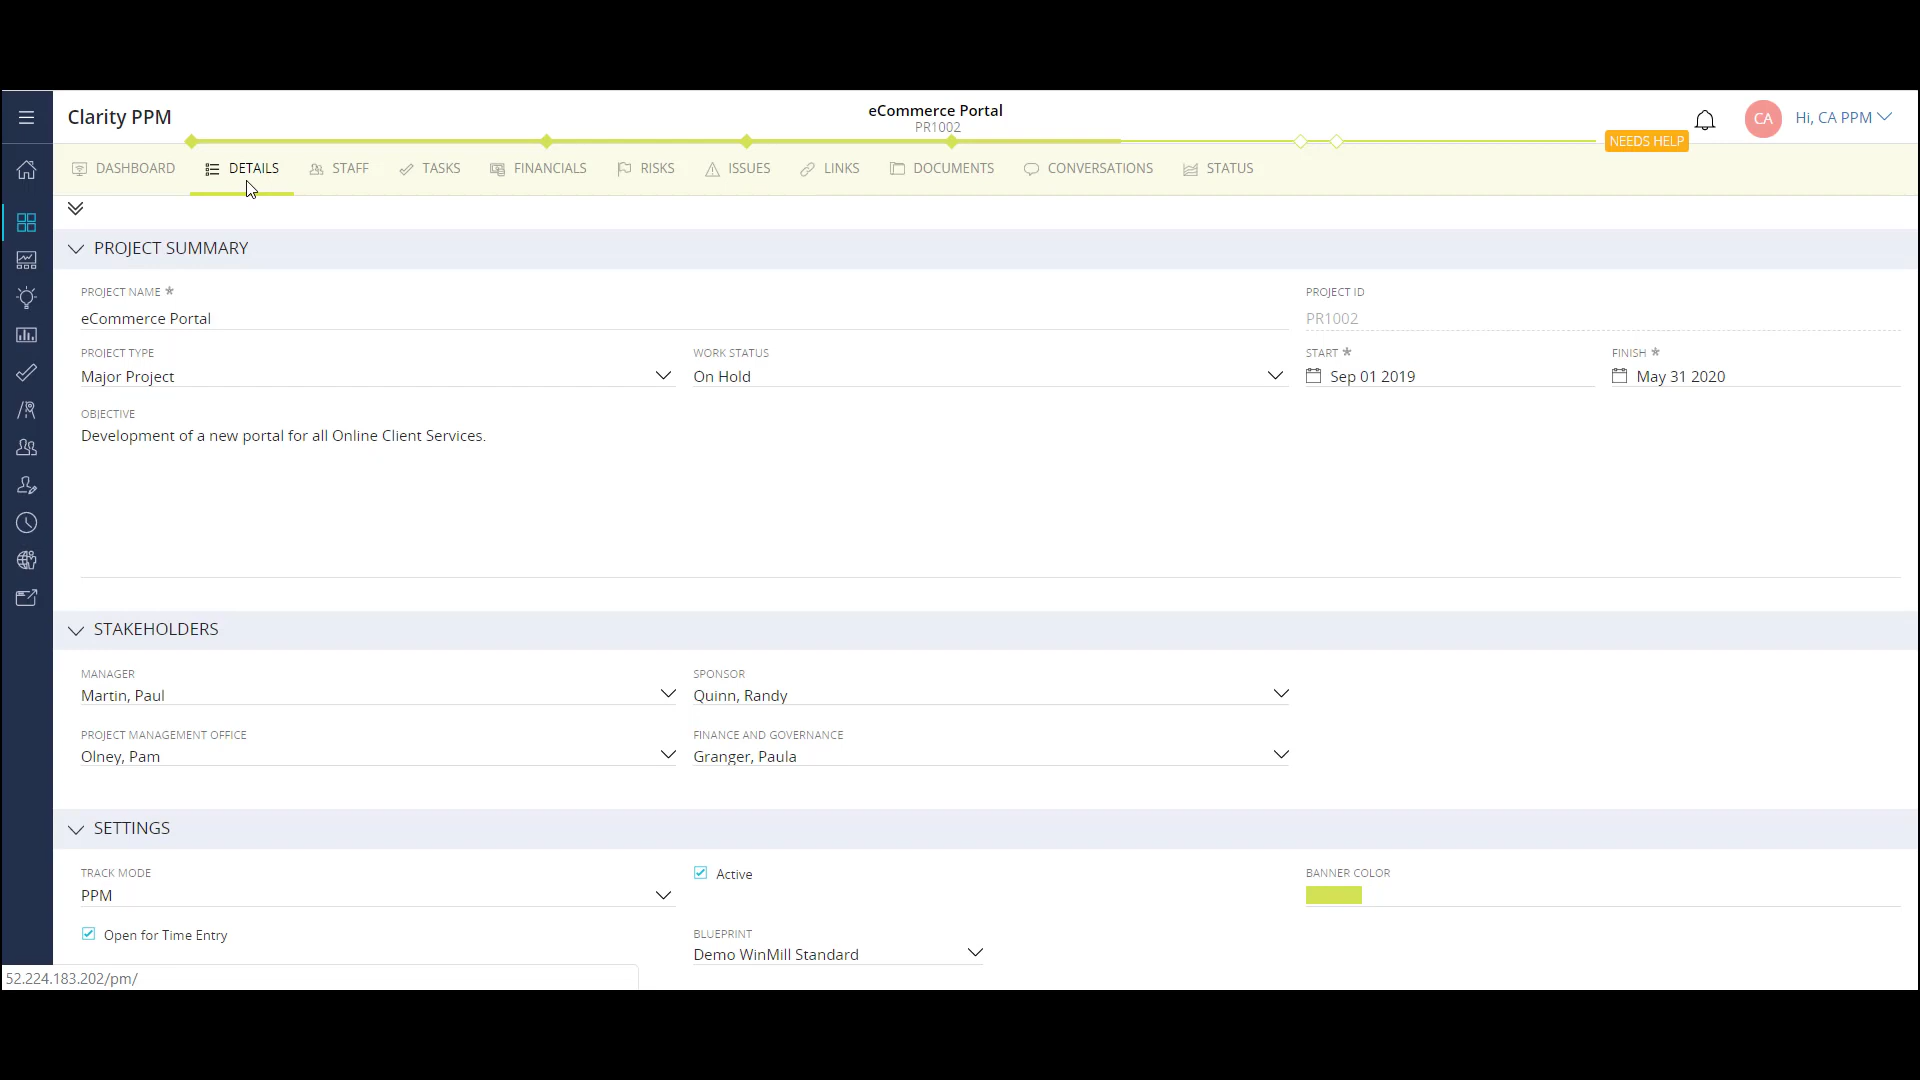 Clarity PPM
eCommerce Portal
PR1002
NEEDS HELP
CA
Hi, CA PPM
DASHBOARD
DETAILS
STAFF
TASKS
FINANCIALS
RISKS
ISSUES
LINKS
DOCUMENTS
CONVERSATIONS
STATUS
PROJECT SUMMARY
PROJECT NAME *
PROJECT ID
eCommerce Portal
PR1002
PROJECT TYPE
WORK STATUS
START *
FINISH *
Major Project
On Hold
Sep 01 2019
May 31 2020
OBJECTIVE
Development of a new portal for all Online Client Services.
STAKEHOLDERS
MANAGER
SPONSOR
Martin, Paul
Quinn, Randy
PROJECT MANAGEMENT OFFICE
FINANCE AND GOVERNANCE
Olney, Pam
Granger, Paula
SETTINGS
TRACK MODE
Active
BANNER COLOR
PPM
Open for Time Entry
BLUEPRINT
Demo WinMill Standard
52.224.183.202/pm/